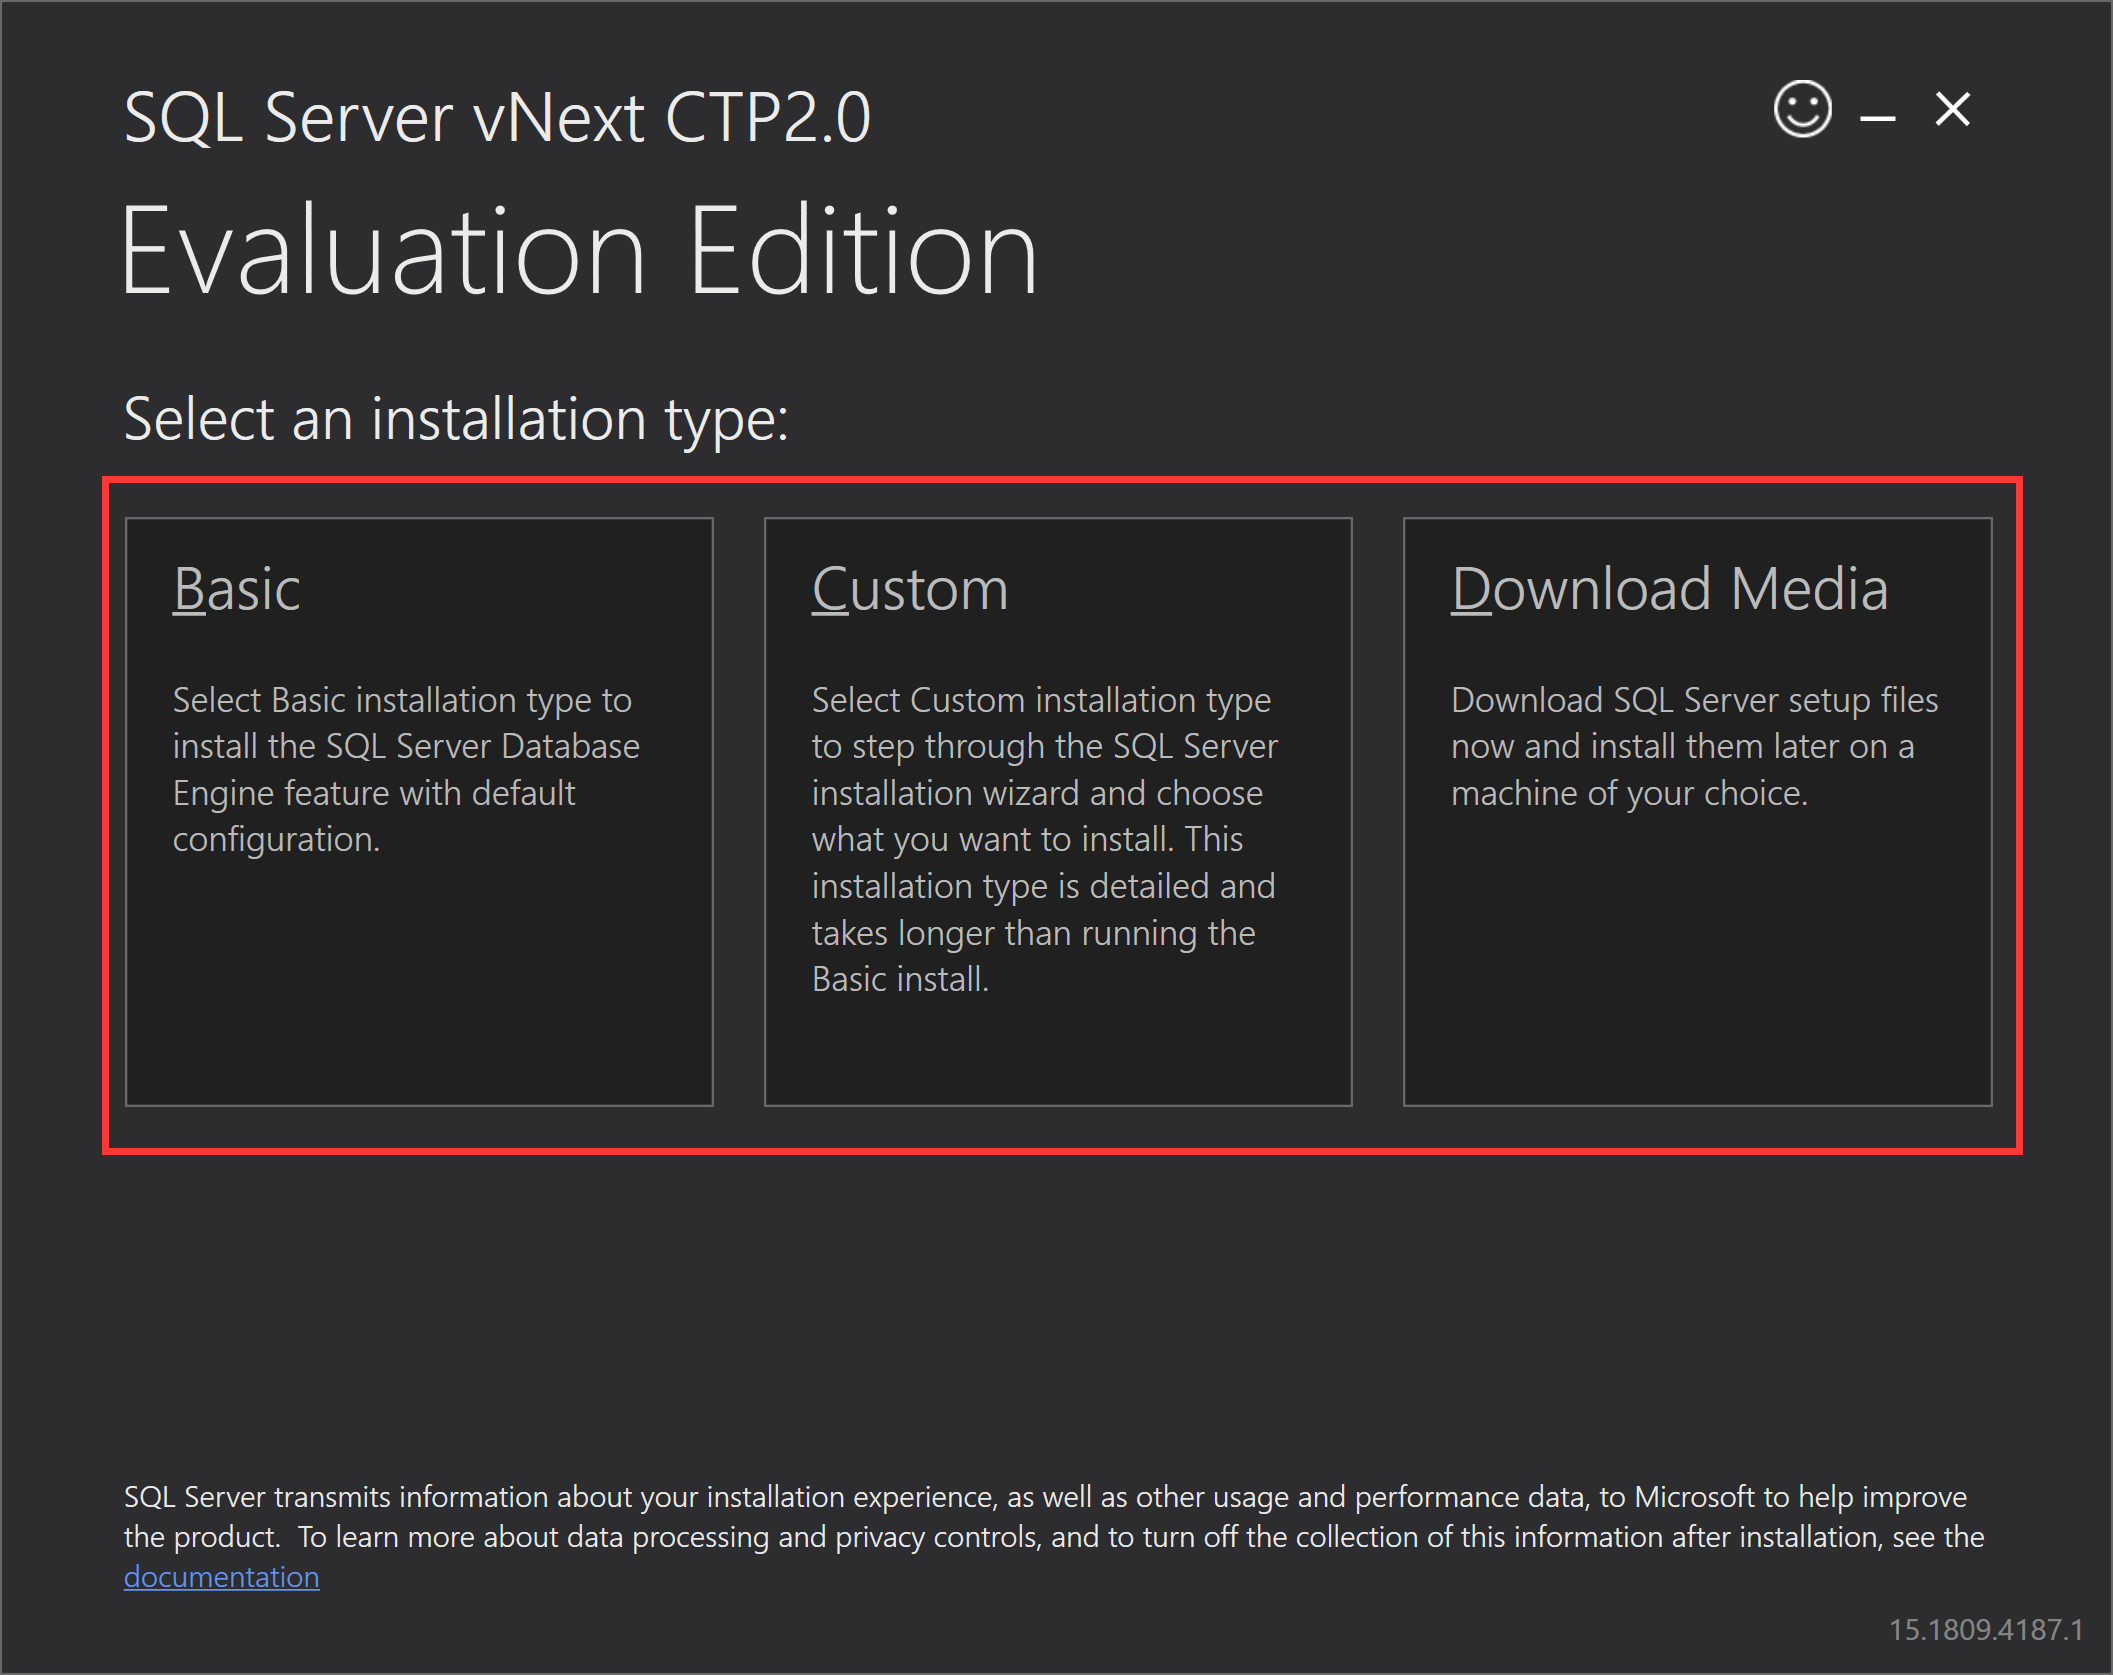 SQL Server vNext CTP2.0
Evaluation Edition
Select an installation type:
Basic
Select Basic installation type to
install the SQL Server Database
Engine feature with default
configuration.
Custom
Select Custom installation type
to step through the SQL Server
installation wizard and choose
what you want to install. This
installation type is detailed and
takes longer than running the
Basic install.
Download Media
Download SQL Server setup files
now and install them later on a
machine of your choice.
SQL Server transmits information about your installation experience, as well as other usage and performance data, to Microsoft to help improve
the product.  To learn more about data processing and privacy controls, and to turn off the collection of this information after installation, see the
documentation
15.1809.4187.1